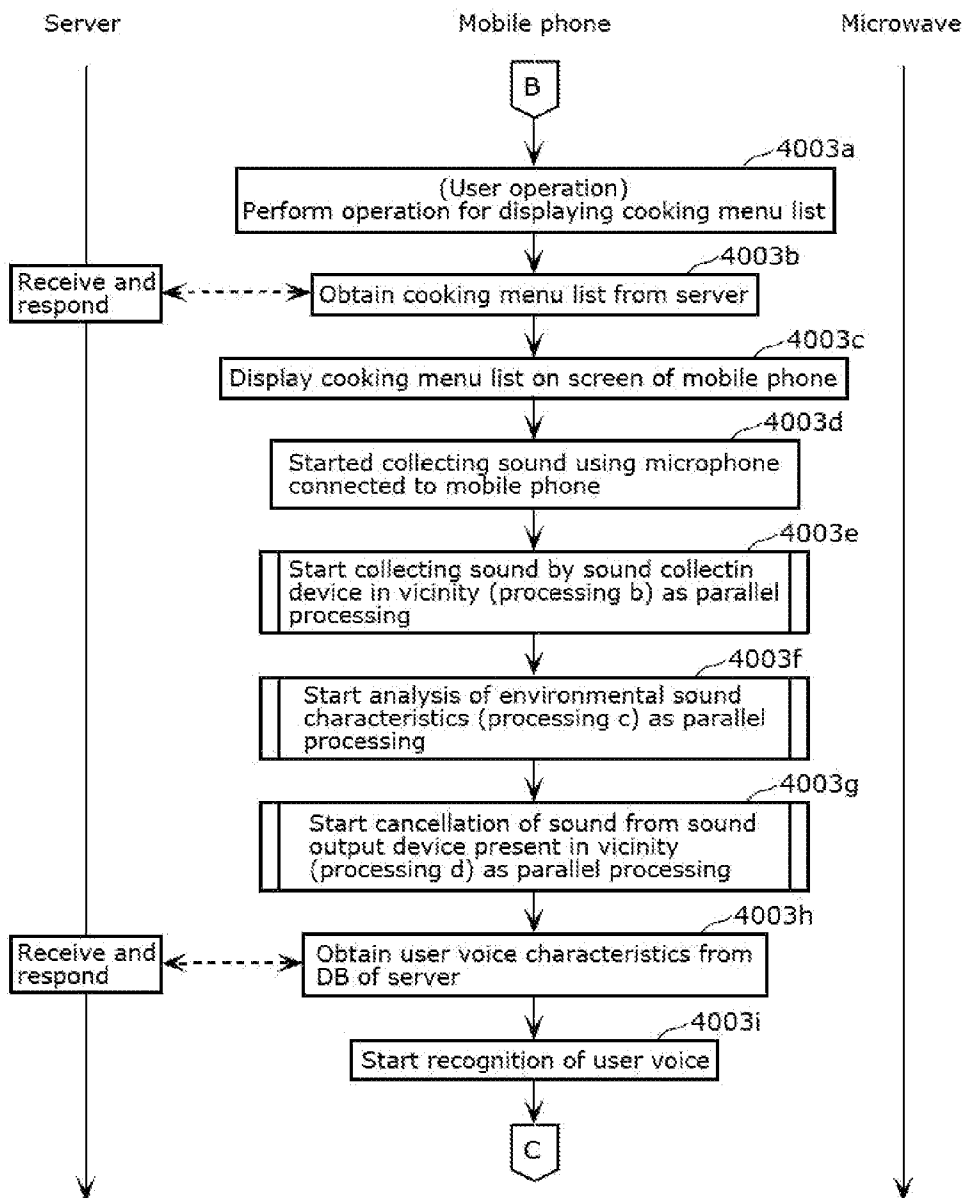 Server
Mobile phone
Microwave
B
4003a
(User operation)
Perform operation for displaying cooking menu list
4003b
Receive and
respond
Obtain cooking menu list from server
4003c
Display cooking menu list on screen of mobile phone
4003d
Started collecting sound using microphone
connected to mobile phone
4003e
Start collecting sound by sound collectin
device in vicinity (processing b) as parallel
processing
4003f
Start analysis of environmental sound
characteristics (processing c) as parallel
processing
4003g
Start cancellation of sound from sound
output device present in vicinity
(processing d) as parallel processing
4003h
Receive and
respond
Obtain user voice characteristics from
DB of server
4003i
Start recognition of user voice
C